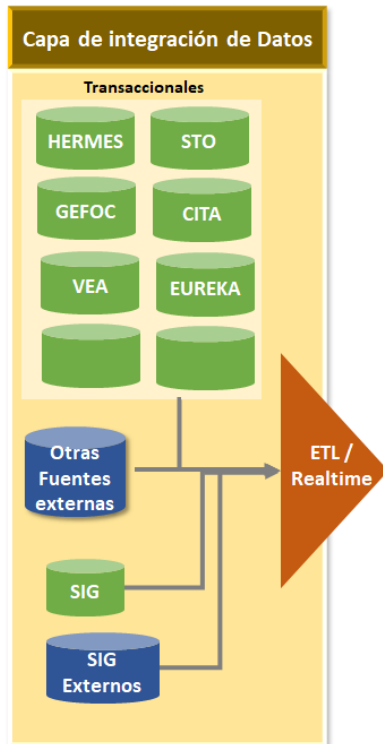 Capa de integración de Datos
Transaccionales
HERMES
STO
GEFOC
CITA
VEA
EUREKA
Otras
Fuentes
externas
ETL /
Realtime
SIG
SIG
Externos